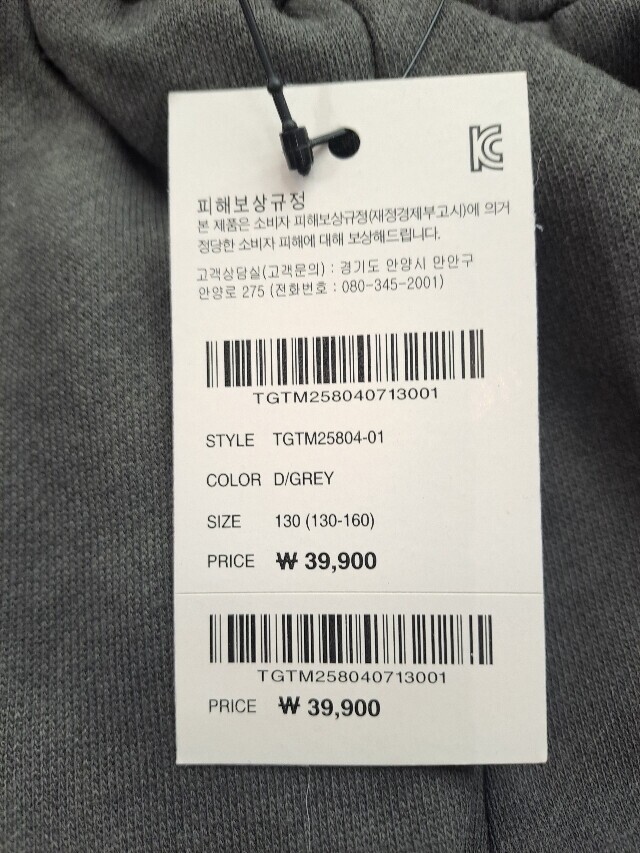 피해보상규정
본 제품은 소비자 피해보상규정(재정경제부고시)에 의거
정당한 소비자 피해에 대해 보상해드립니다.
고객상담실(고객문의) : 경기도 안양시 만안구
안양로 275 (전화번호 : 080-345-2001)
TGTM258040713001
STYLE TGTM25804-01
COLOR D/GREY
SIZE 130 (130-160)
PRICE ₩ 39,900
TGTM258040713001
PRICE ₩ 39,900